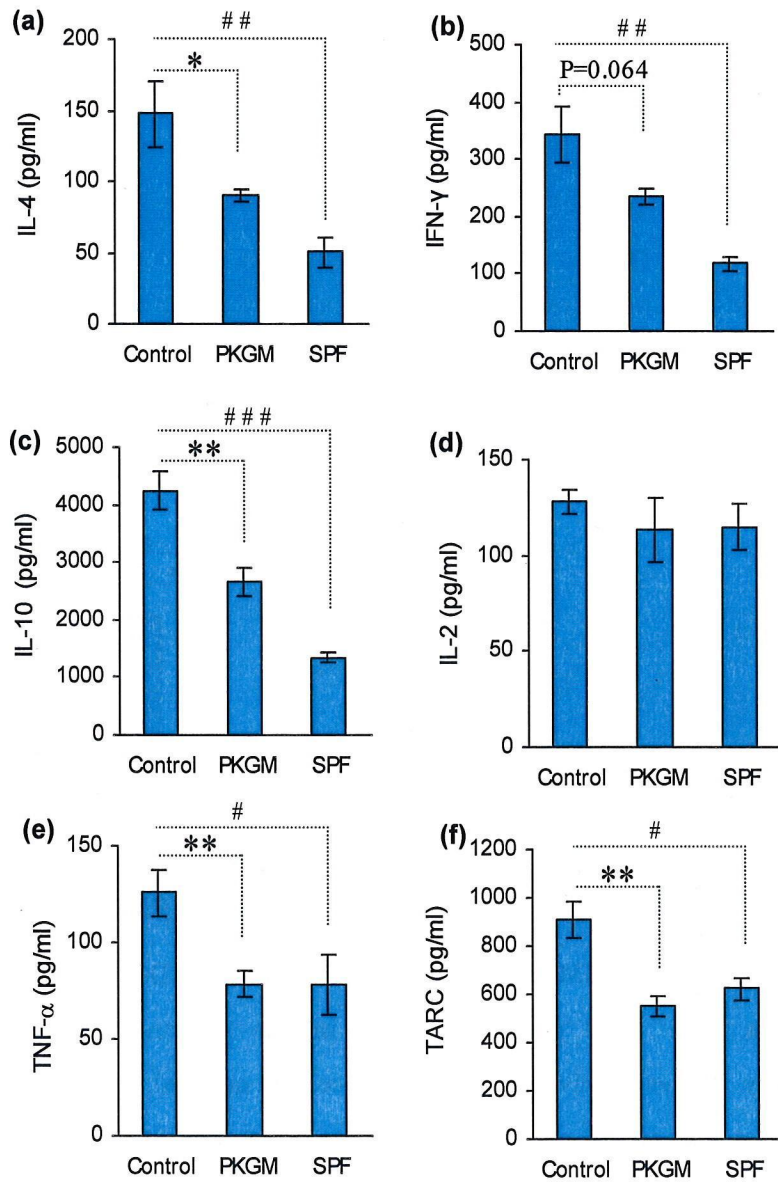 (a)
# #
*
200
150
100
50
0
IL-4 (pg/ml)
Control PKGM SPF
(b)
# #
P=0.064
500
400
300
200
100
0
IFN-γ (pg/ml)
Control PKGM SPF
(c)
# # #
**
5000
4000
3000
2000
1000
0
IL-10 (pg/ml)
Control PKGM SPF
(d)
150
100
50
0
IL-2 (pg/ml)
Control PKGM SPF
(e)
#
**
150
100
50
0
TNF-α (pg/ml)
Control PKGM SPF
(f)
#
**
1200
1000
800
600
400
200
0
TARC (pg/ml)
Control PKGM SPF